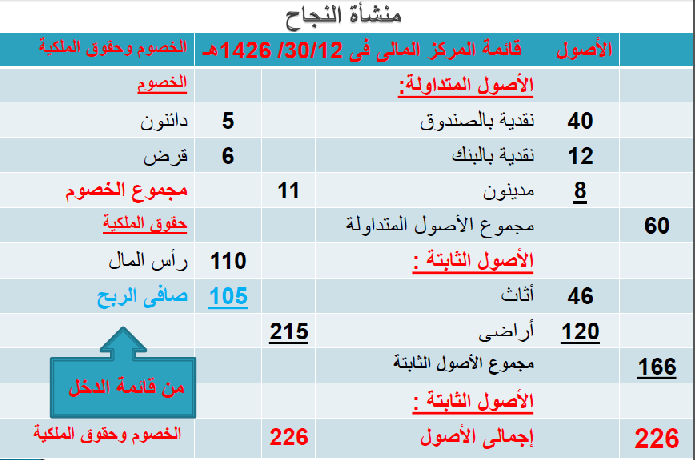 منشأة النجاح
الأصول قائمة المركز المالى فى 30/12/ 1426هـ الخصوم وحقوق الملكية
الأصول المتداولة: الخصوم
40 نقدية بالصندوق 5 دائنون
12 نقدية بالبنك 6 قرض
8 مدينون 11 مجموع الخصوم
60 مجموع الأصول المتداولة حقوق الملكية
الأصول الثابتة : 110 رأس المال
46 أثاث 105 صافى الربح
120 أراضى 215
166 مجموع الأصول الثابتة
من قائمة الدخل
الأصول الثابتة :
226 إجمالى الأصول 226 الخصوم وحقوق الملكية